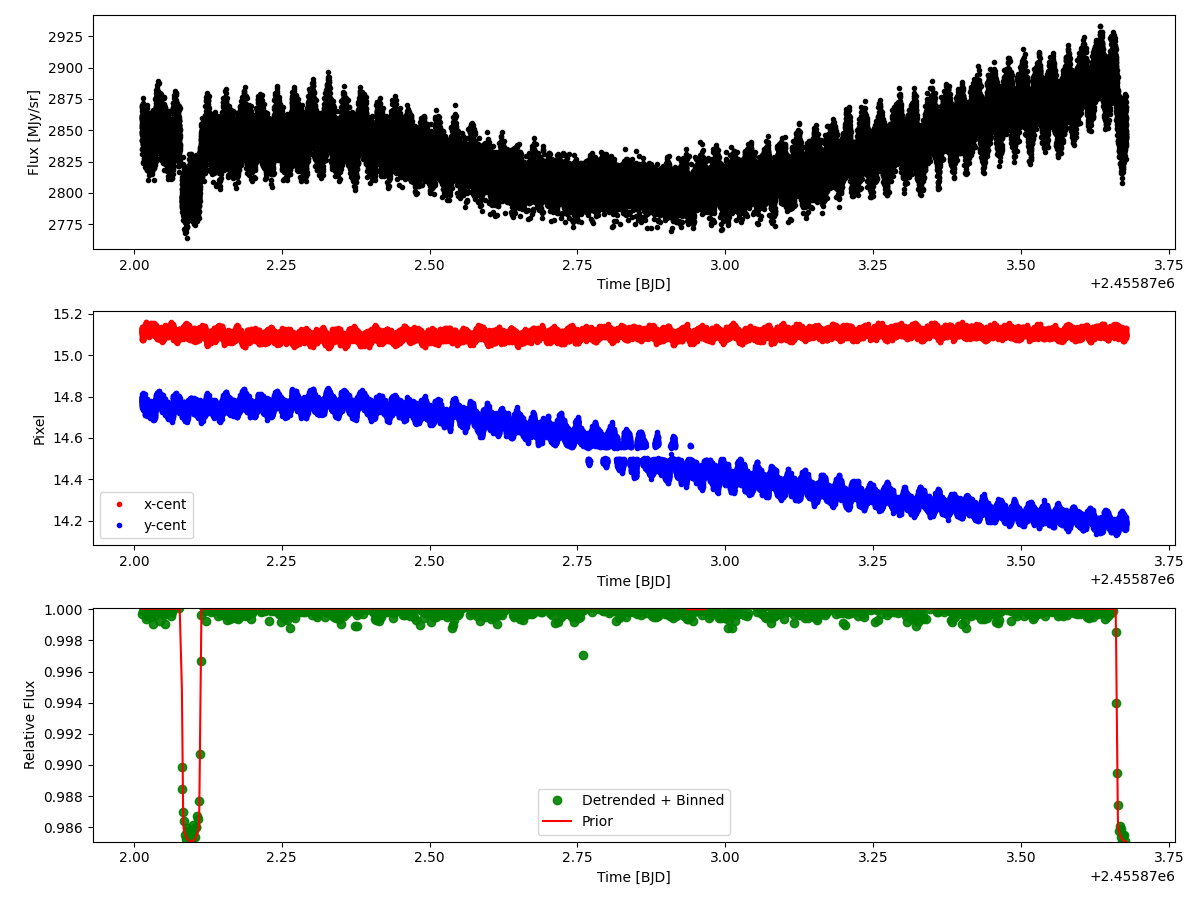 Flux [MJy/sr]
2925
2900
2875
2850
2825
2800
2775
2.00 2.25 2.50 2.75 3.00 3.25 3.50 3.75
Time [BJD]
+2.45587e6
Pixel
15.2
15.0
14.8
14.6
14.4
14.2
x-cent
y-cent
2.00 2.25 2.50 2.75 3.00 3.25 3.50 3.75
Time [BJD]
+2.45587e6
Relative Flux
1.000
0.998
0.996
0.994
0.992
0.990
0.988
0.986
Detrended + Binned
Prior
2.00 2.25 2.50 2.75 3.00 3.25 3.50 3.75
Time [BJD]
+2.45587e6